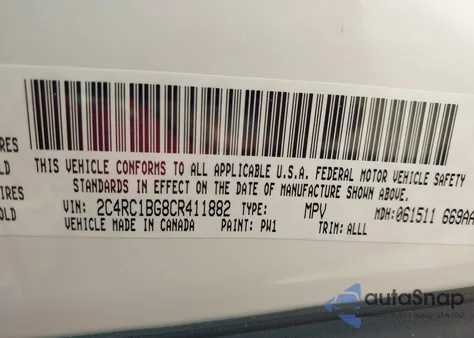 RES
LD
IRES
OLD
THIS VEHICLE CONFORMS TO ALL APPLICABLE U.S.A. FEDERAL MOTOR VEHICLE SAFETY
STANDARDS IN EFFECT ON THE DATE OF MANUFACTURE SHOWN ABOVE.
VIN: 2C4RC1BG8CR411882 TYPE: MPV MDH:061511 669AA
VEHICLE MADE IN CANADA PAINT: PW1 TRIM: ALLL
autoSnap